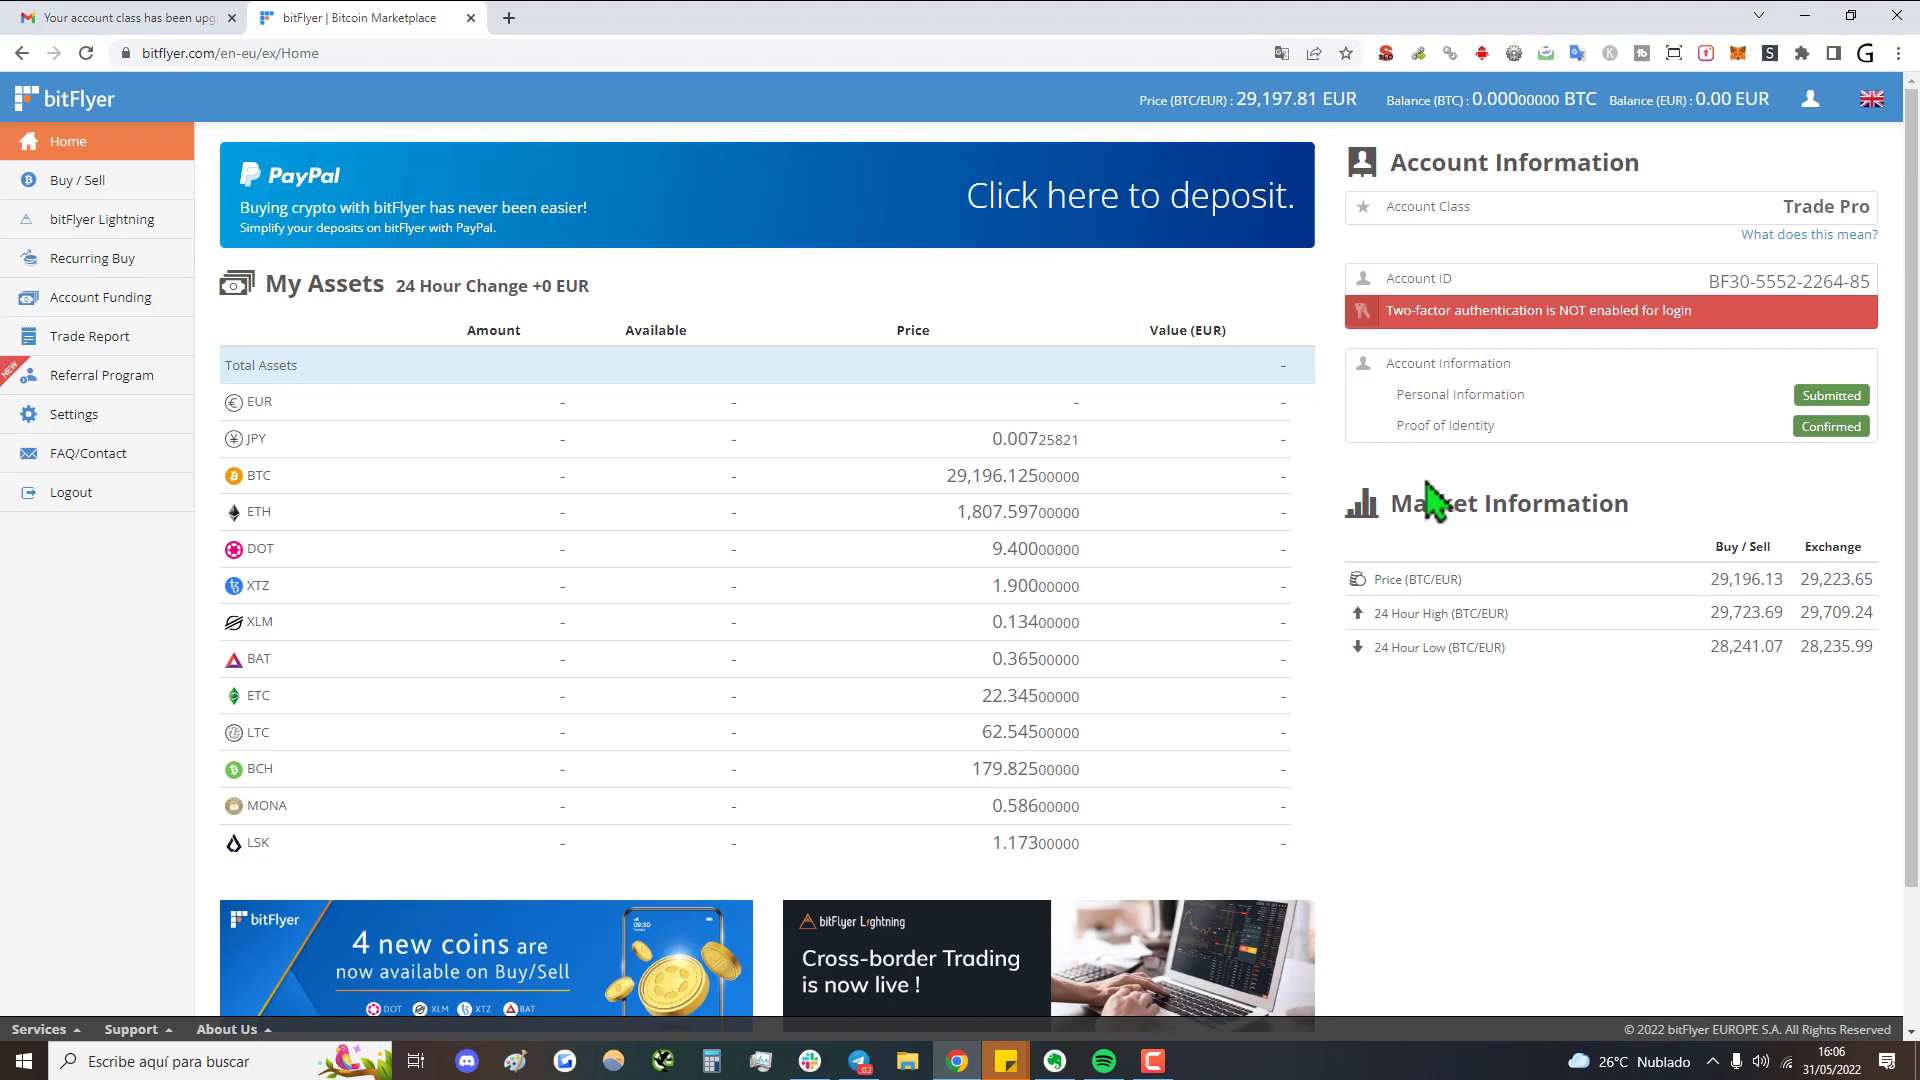 Your account class has been upg
bitFlyer | Bitcoin Marketplace
bitflyer.com/en-eu/ex/Home
bitFlyer
Price (BTC/EUR) : 29,197.81 EUR
Balance (BTC) : 0.00000000 BTC
Balance (EUR) : 0.00 EUR
Home
Buy / Sell
bitFlyer Lightning
Recurring Buy
Account Funding
Trade Report
NEW
Referral Program
Settings
FAQ/Contact
Logout
PayPal
Buying crypto with bitFlyer has never been easier!
Simplify your deposits on bitFlyer with PayPal.
Click here to deposit.
My Assets 24 Hour Change +0 EUR
Amount Available Price Value (EUR)
Total Assets -
EUR - - - -
JPY - - 0.00725821 -
BTC - - 29,196.12500000 -
ETH - - 1,807.59700000 -
DOT - - 9.40000000 -
XTZ - - 1.90000000 -
XLM - - 0.13400000 -
BAT - - 0.36500000 -
ETC - - 22.34500000 -
LTC - - 62.54500000 -
BCH - - 179.82500000 -
MONA - - 0.58600000 -
LSK - - 1.17300000 -
Account Information
Account Class Trade Pro
What does this mean?
Account ID BF30-5552-2264-85
Two-factor authentication is NOT enabled for login
Account Information
Personal Information Submitted
Proof of Identity Confirmed
Market Information
Buy / Sell Exchange
Price (BTC/EUR) 29,196.13 29,223.65
24 Hour High (BTC/EUR) 29,723.69 29,709.24
24 Hour Low (BTC/EUR) 28,241.07 28,235.99
bitFlyer
4 new coins are
now available on Buy/Sell
DOT XLM XTZ BAT
09:30
bitFlyer Lightning
Cross-border Trading
is now live !
Services Support About Us
© 2022 bitFlyer EUROPE S.A. All Rights Reserved
Escribe aquí para buscar
26°C Nublado
16:06
31/05/2022